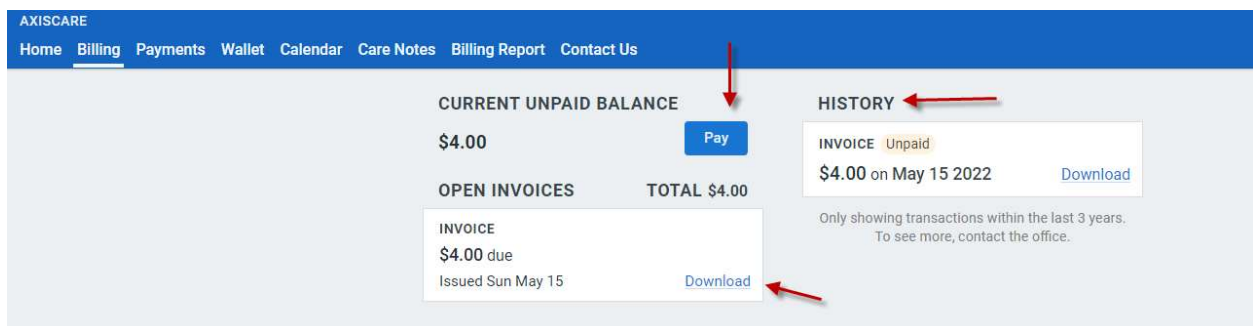 AXISCARE
Home Billing Payments Wallet Calendar Care Notes Billing Report Contact Us
CURRENT UNPAID BALANCE
$4.00 Pay
OPEN INVOICES TOTAL $4.00
INVOICE
$4.00 due
Issued Sun May 15 Download
HISTORY
INVOICE Unpaid
$4.00 on May 15 2022 Download
Only showing transactions within the last 3 years.
To see more, contact the office.